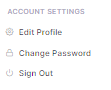 ACCOUNT SETTINGS
Edit Profile
Change Password
Sign Out